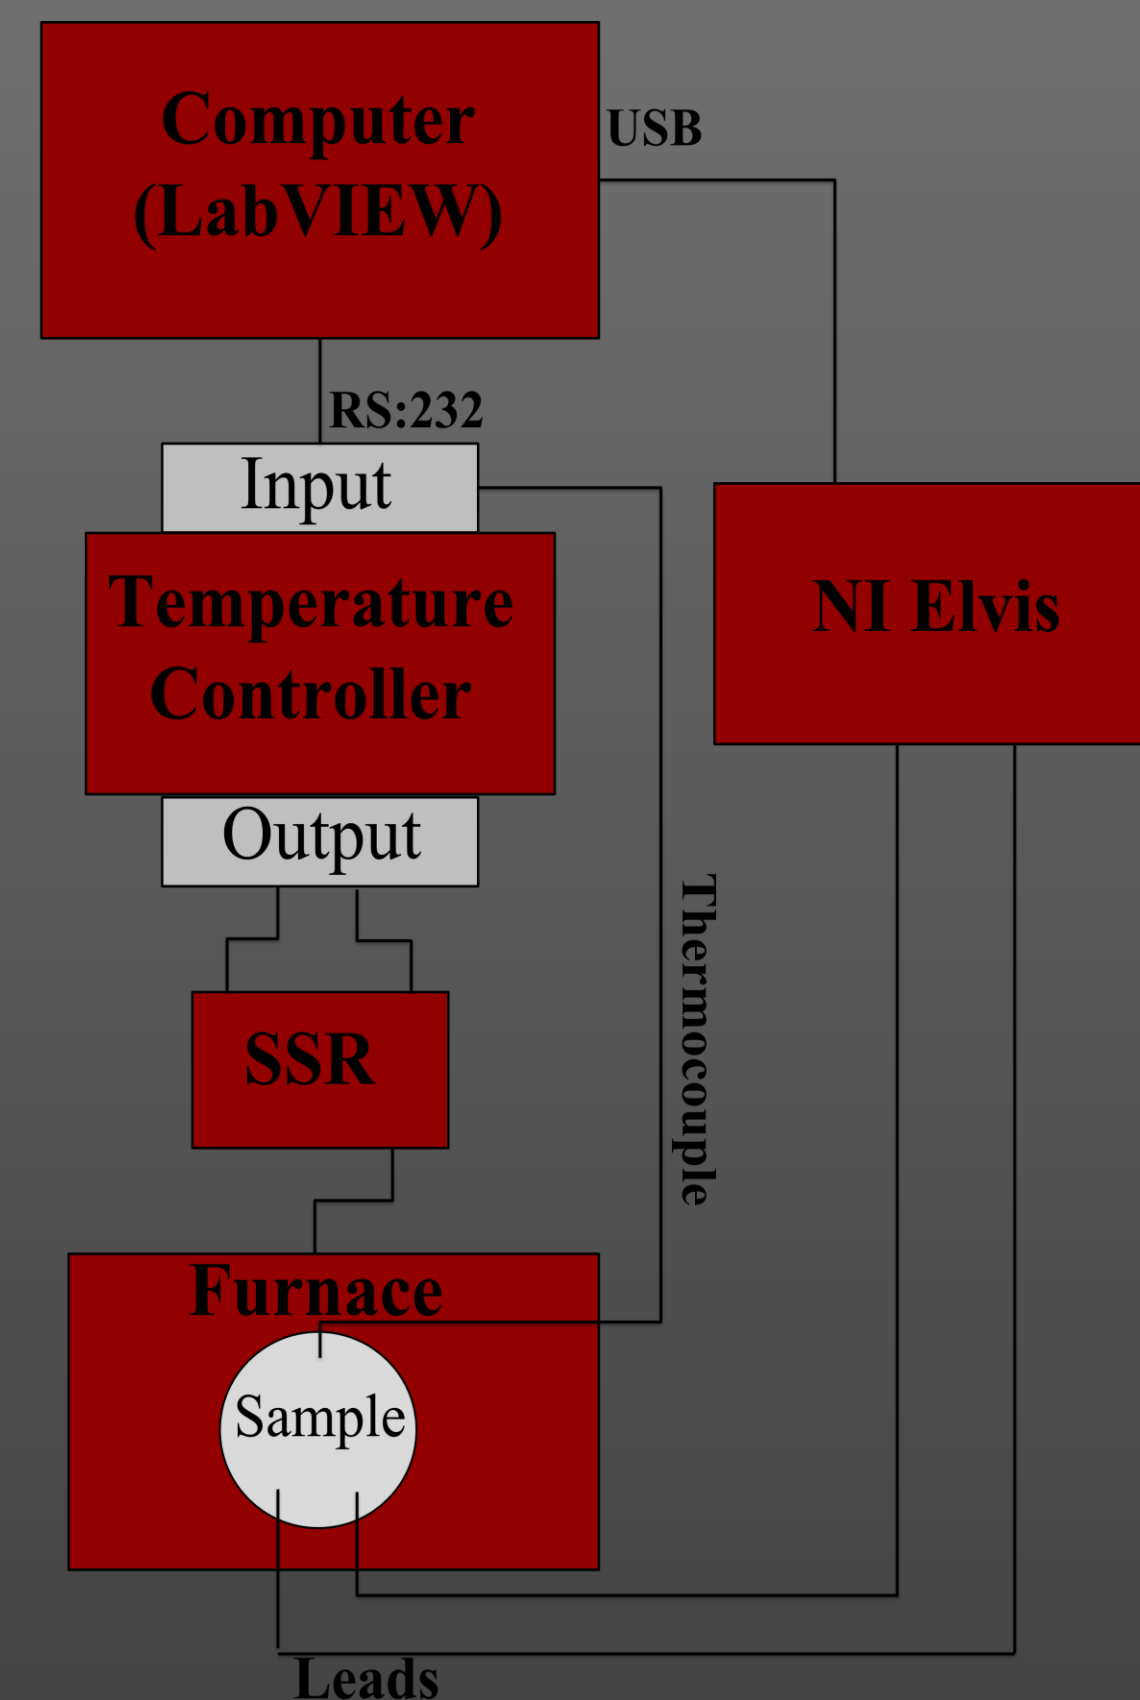 Computer
(LabVIEW)
USB
RS:232
Input
Temperature
Controller
NI Elvis
Output
Thermocouple
SSR
Furnace
Sample
Leads